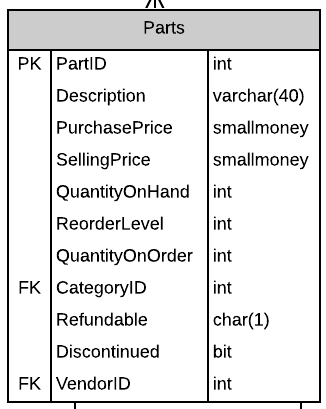 Parts
PK PartID int
Description varchar(40)
PurchasePrice smallmoney
SellingPrice smallmoney
QuantityOnHand int
ReorderLevel int
QuantityOnOrder int
FK CategoryID int
Refundable char(1)
Discontinued bit
FK VendorID int